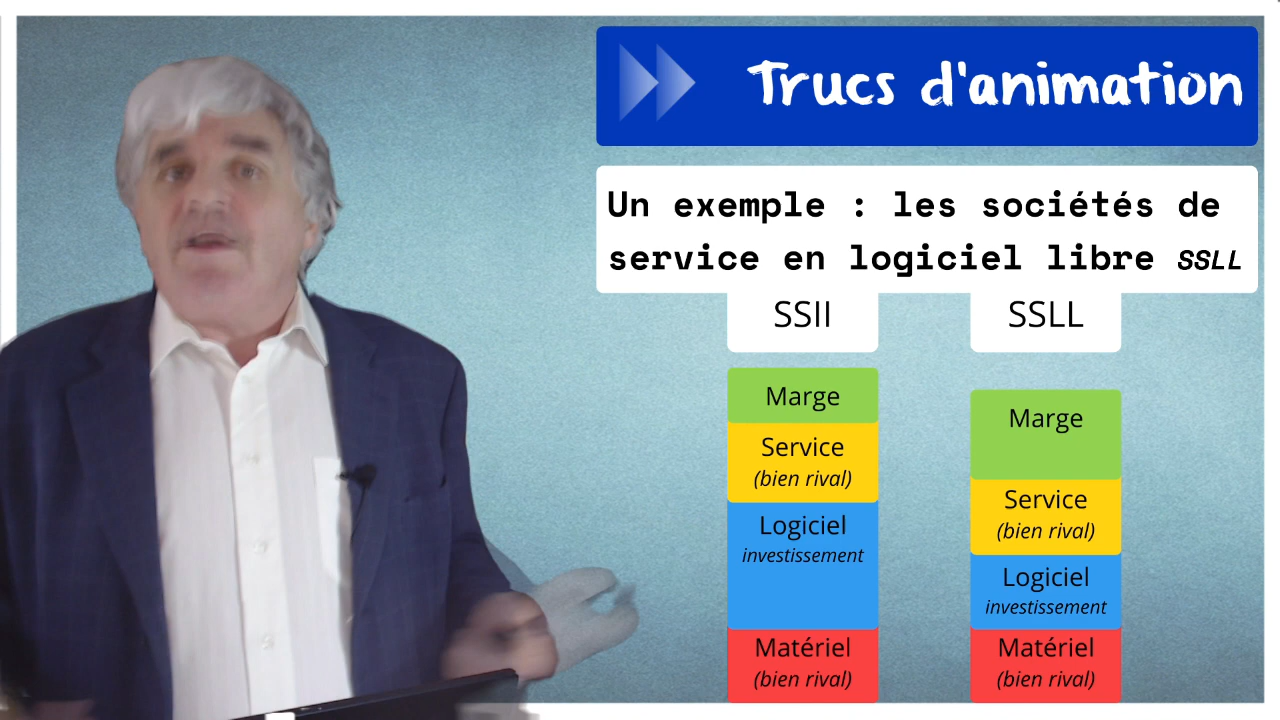 Trucs d'animation
Un exemple : les sociétés de
service en logiciel libre SSLL
SSII
Marge
Service
(bien rival)
Logiciel
investissement
Matériel
(bien rival)
SSLL
Marge
Service
(bien rival)
Logiciel
investissement
Matériel
(bien rival)